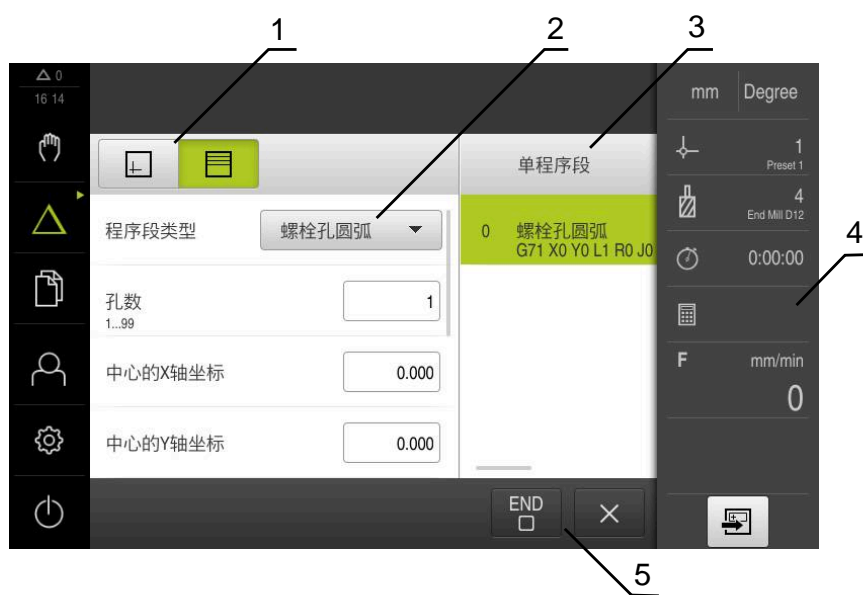 1
2
3
0
16 14
mm
Degree
单程序段
1
Preset 1
程序段类型
螺栓孔圆弧
0
螺栓孔圆弧
G71 X0 Y0 L1 R0 J0
4
End Mill D12
4
0:00:00
孔数
1...99
1
中心的X轴坐标
0.000
F
mm/min
0
中心的Y轴坐标
0.000
END
5